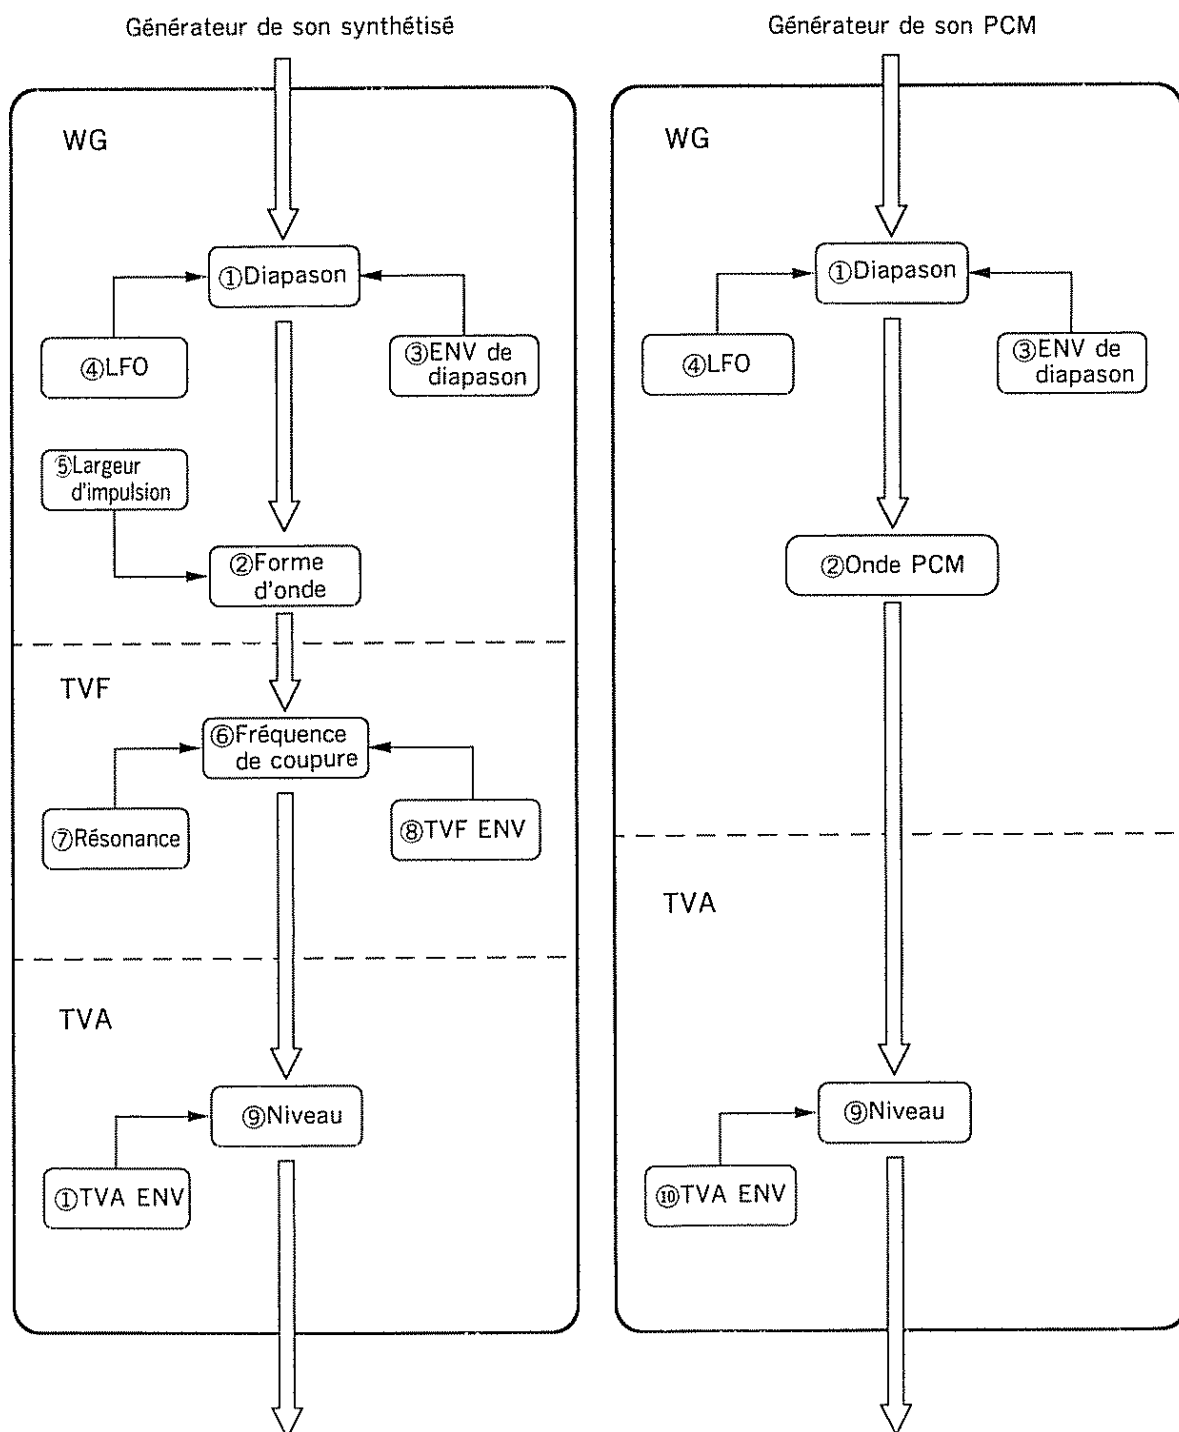 Générateur de son synthétisé
WG
①Diapason
④LFO
③ENV de
diapason
⑤Largeur
d'impulsion
②Forme
d'onde
TVF
⑥Fréquence
de coupure
⑦Résonance
⑧TVF ENV
TVA
⑨Niveau
①TVA ENV
Générateur de son PCM
WG
①Diapason
④LFO
③ENV de
diapason
②Onde PCM
TVA
⑨Niveau
⑩TVA ENV